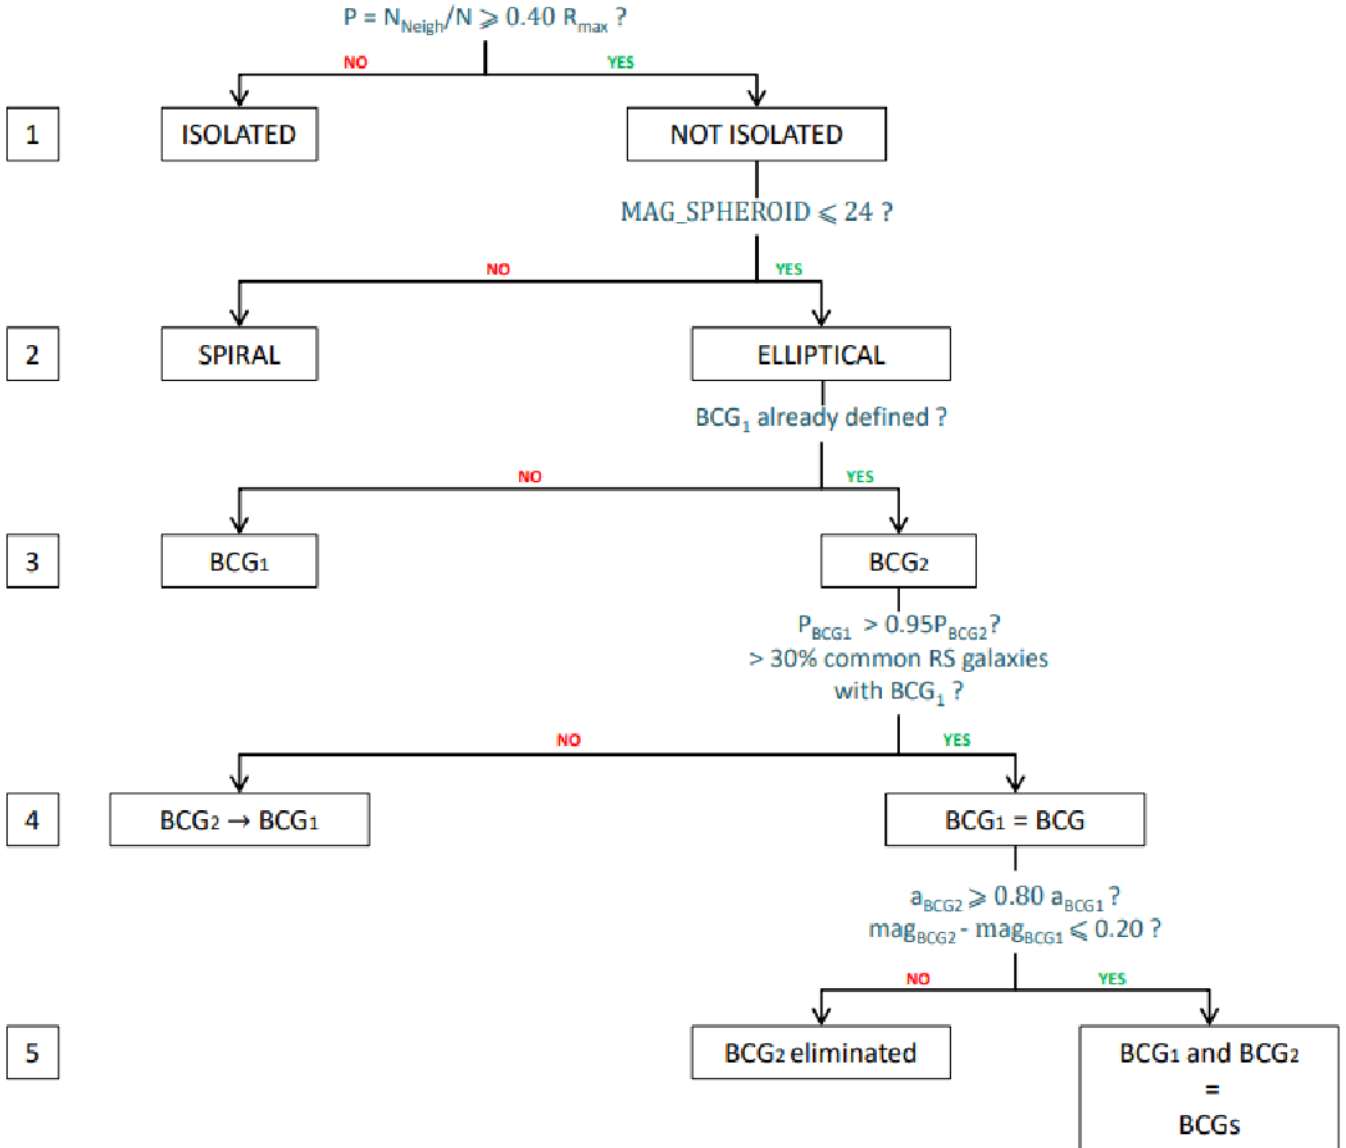 P = N_Neigh/N ⩾ 0.40 R_max ?
NO YES
1 ISOLATED NOT ISOLATED
MAG_SPHEROID ⩽ 24 ?
NO YES
2 SPIRAL ELLIPTICAL
BCG₁ already defined ?
NO YES
3 BCG₁ BCG₂
P_BCG1 > 0.95P_BCG2?
> 30% common RS galaxies
with BCG₁ ?
NO YES
4 BCG₂ → BCG₁ BCG₁ = BCG
a_BCG2 ⩾ 0.80 a_BCG1 ?
mag_BCG2 - mag_BCG1 ⩽ 0.20 ?
NO YES
5 BCG₂ eliminated BCG₁ and BCG₂
=
BCGs